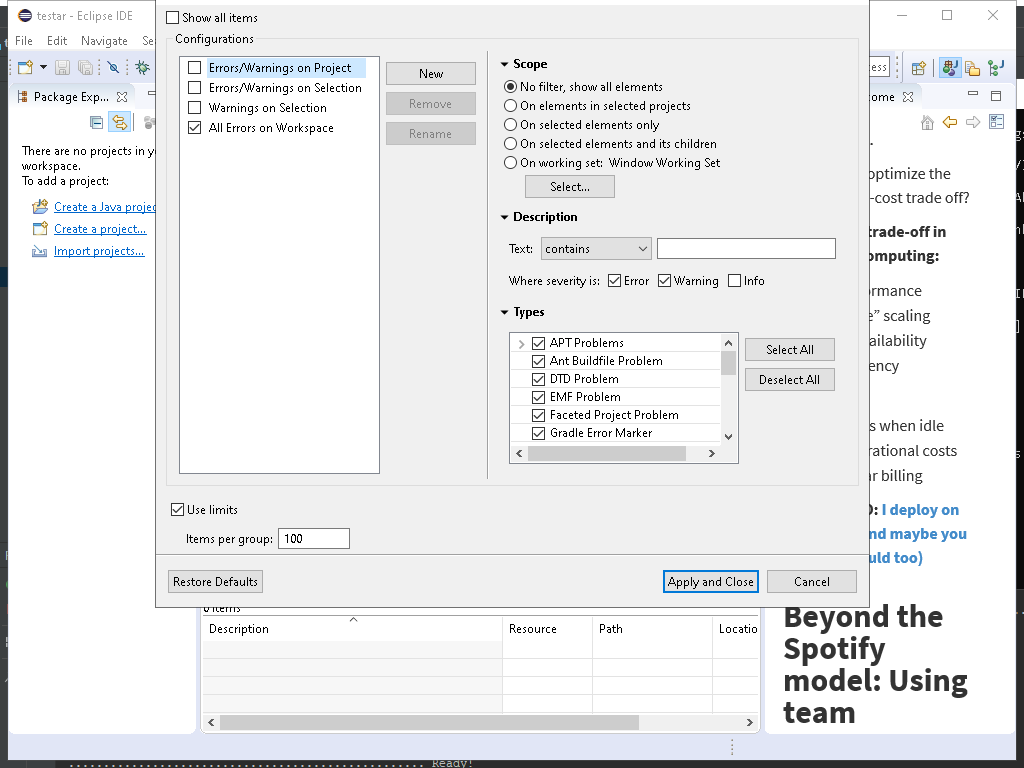 testar - Eclipse IDE
File Edit Navigate
Package Exp...
There are no projects in
workspace.
To add a project:
Create a Java
Create a project...
Import projects...
Show all items
Configurations
Errors/Warnings on Project
Errors/Warnings on Selection
Warnings on Selection
All Errors on Workspace
New
Remove
Rename
Scope
No filter, show all elements
On elements in selected projects
On selected elements only
On selected elements and its children
On working set: Window Working Set
Select...
Description
Text: contains
Where severity is: Error Warning Info
Types
APT Problems
Ant Buildfile Problem
DTD Problem
EMF Problem
Faceted Project Problem
Gradle Error Marker
Select All
Deselect All
Use limits
Items per group: 100
Restore Defaults
Apply and Close
Cancel
0 items
Description Resource Path Locatio
optimize the
-cost trade off?
trade-off in
omputing:
ormance
e” scaling
ailability
ency
s when idle
rational costs
ar billing
I deploy on
nd maybe you
uld too)
Beyond the
Spotify
model: Using
team
Ready!